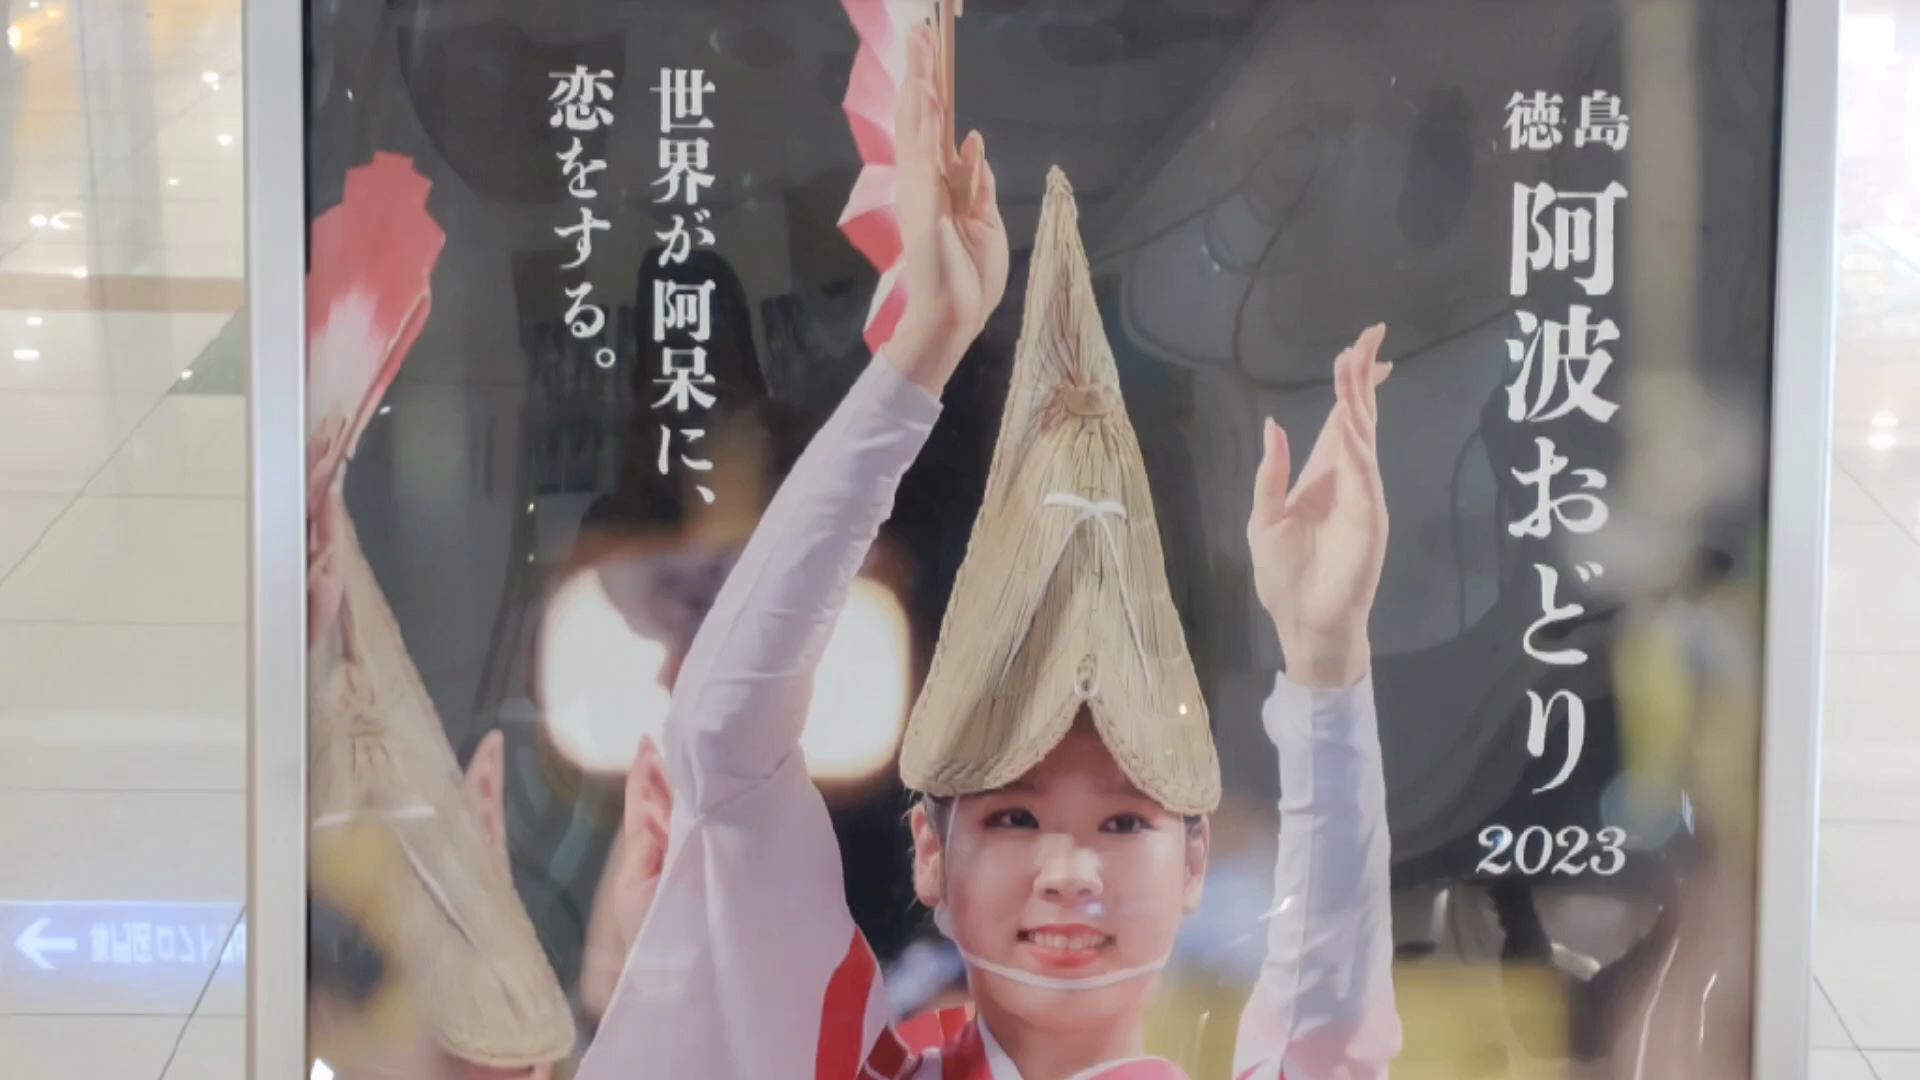 徳島
阿波おどり
2023
世界が阿呆に、
恋をする。